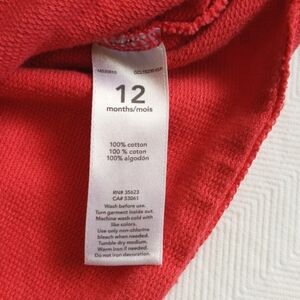 12
months/mois
100% cotton
100 % coton
100% algodón
RN# 35623
CA# 53061
Wash before use.
Turn garment inside out.
Machine wash cold with
like colors.
Use only non-chlorine
bleach when needed.
Tumble dry medium.
Warm iron if needed.
Do not iron decoration.